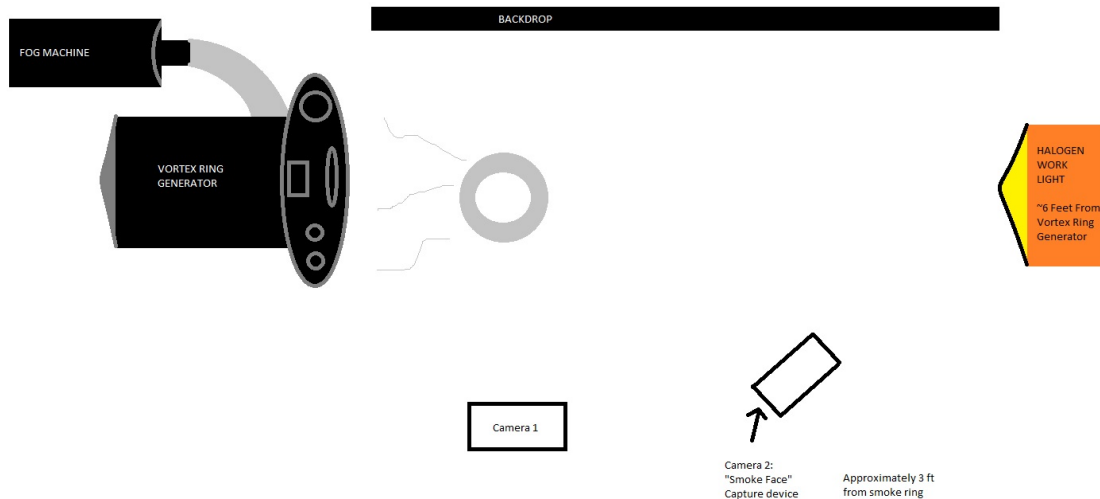 BACKDROP
FOG MACHINE
VORTEX RING
GENERATOR
HALOGEN
WORK
LIGHT
~6 Feet From
Vortex Ring
Generator
Camera 1
Camera 2:
"Smoke Face"
Capture device
Approximately 3 ft
from smoke ring